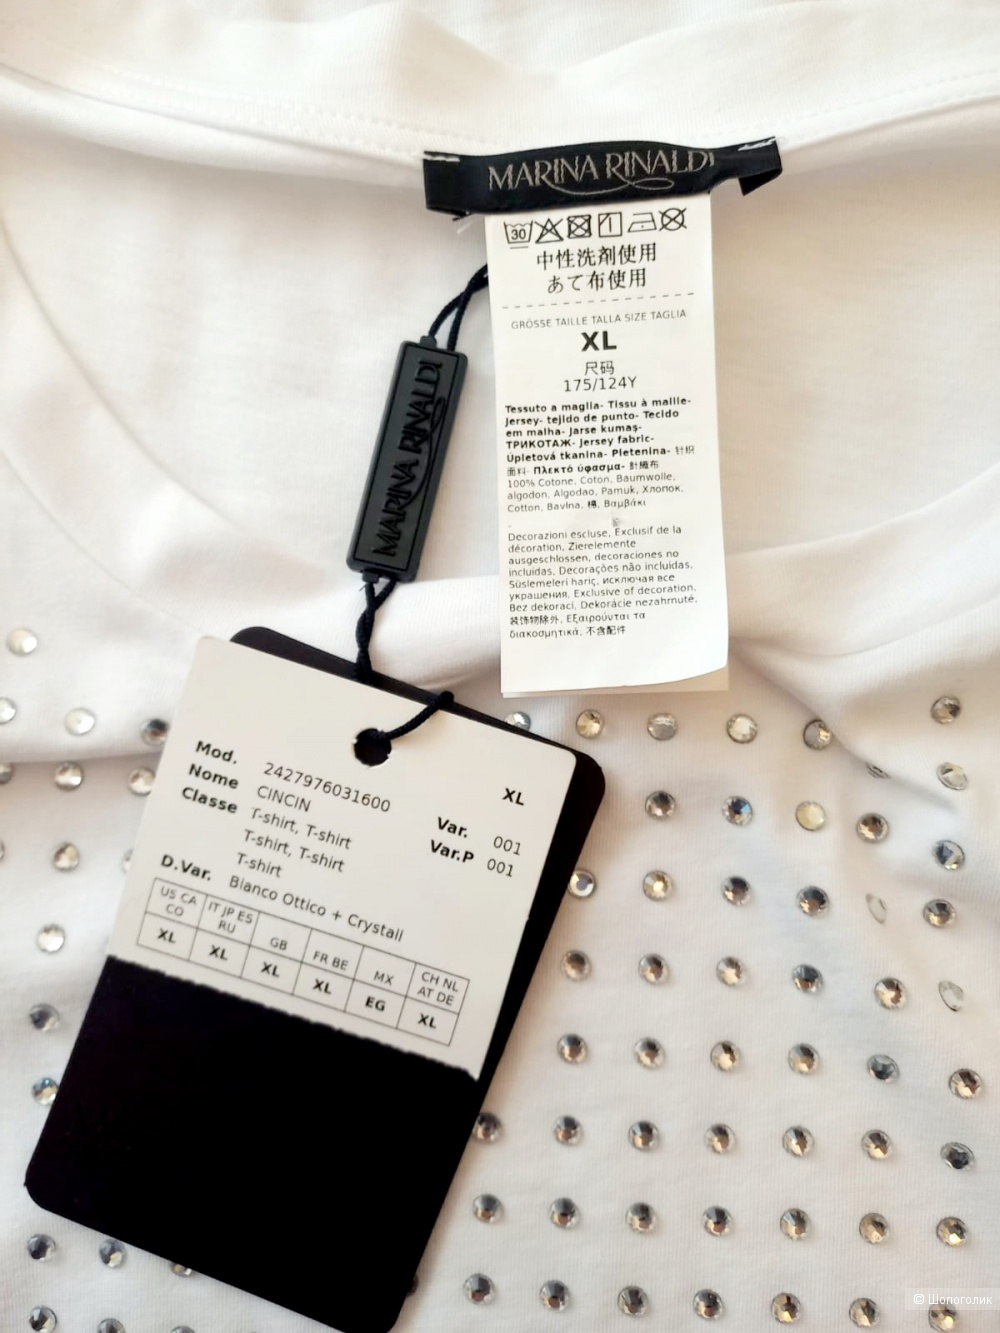 MARINA RINALDI
30
中性洗剤使用
あて布使用
GRÖSSE TAILLE TALLA SIZE TAGLIA
XL
尺码
175/124Y
Tessuto a maglia- Tissu à maille-
Jersey- tejido de punto- Tecido
em malha- Jarse kumaş-
ТРИКОТАЖ- Jersey fabric-
Úpletová tkanina- Pletenina- 针织
面料- Πλεκτό ύφασμα- 針織布
100% Cotone, Coton, Baumwolle,
algodon, Algodao, Pamuk, Хлопок,
Cotton, Bavlna, 棉, Βαμβάκι
Decorazioni escluse, Exclusif de la
décoration, Zierelemente
ausgeschlossen, decoraciones no
incluidas, Decorações não incluidas,
Süslemeleri hariç, исключая все
украшения, Exclusive of decoration,
Bez dekoraci, Dekorácie nezahrnuté,
装饰物除外, Εξαιρούνται τα
διακοσμητικά, 不含配件
MARINA RINALDI
Mod. 2427976031600 XL
Nome CINCIN
Classe T-shirt, T-shirt Var. 001
T-shirt, T-shirt Var.P 001
T-shirt
D.Var. Bianco Ottico + Crystall
US CA CO IT JP ES RU GB FR BE MX CH NL AT DE
XL XL XL XL EG XL
© Шопоголик